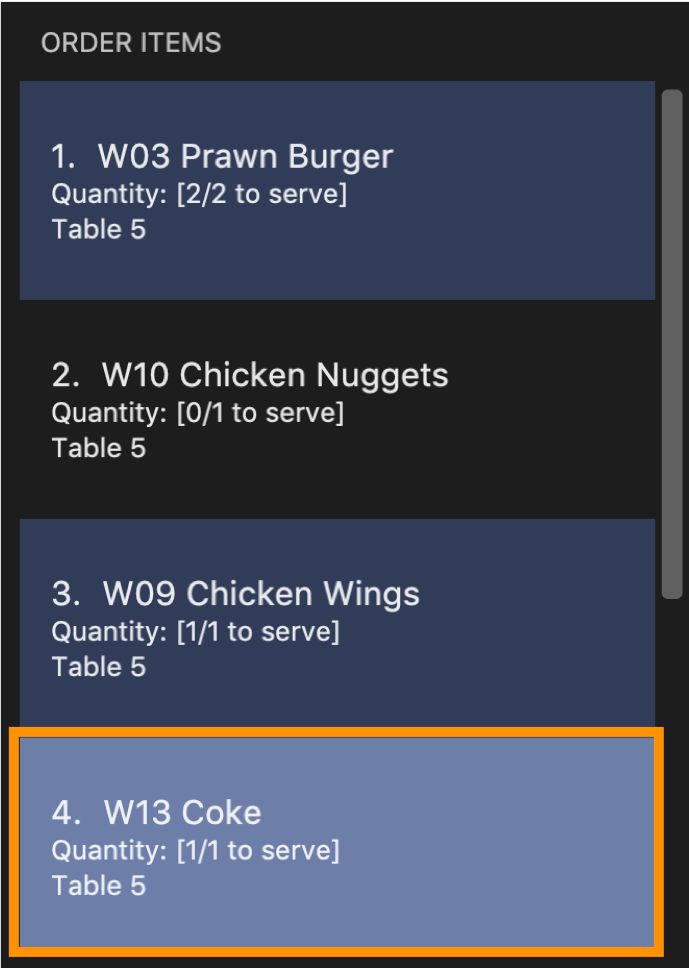 ORDER ITEMS
1. W03 Prawn Burger
Quantity: [2/2 to serve]
Table 5
2. W10 Chicken Nuggets
Quantity: [0/1 to serve]
Table 5
3. W09 Chicken Wings
Quantity: [1/1 to serve]
Table 5
4. W13 Coke
Quantity: [1/1 to serve]
Table 5